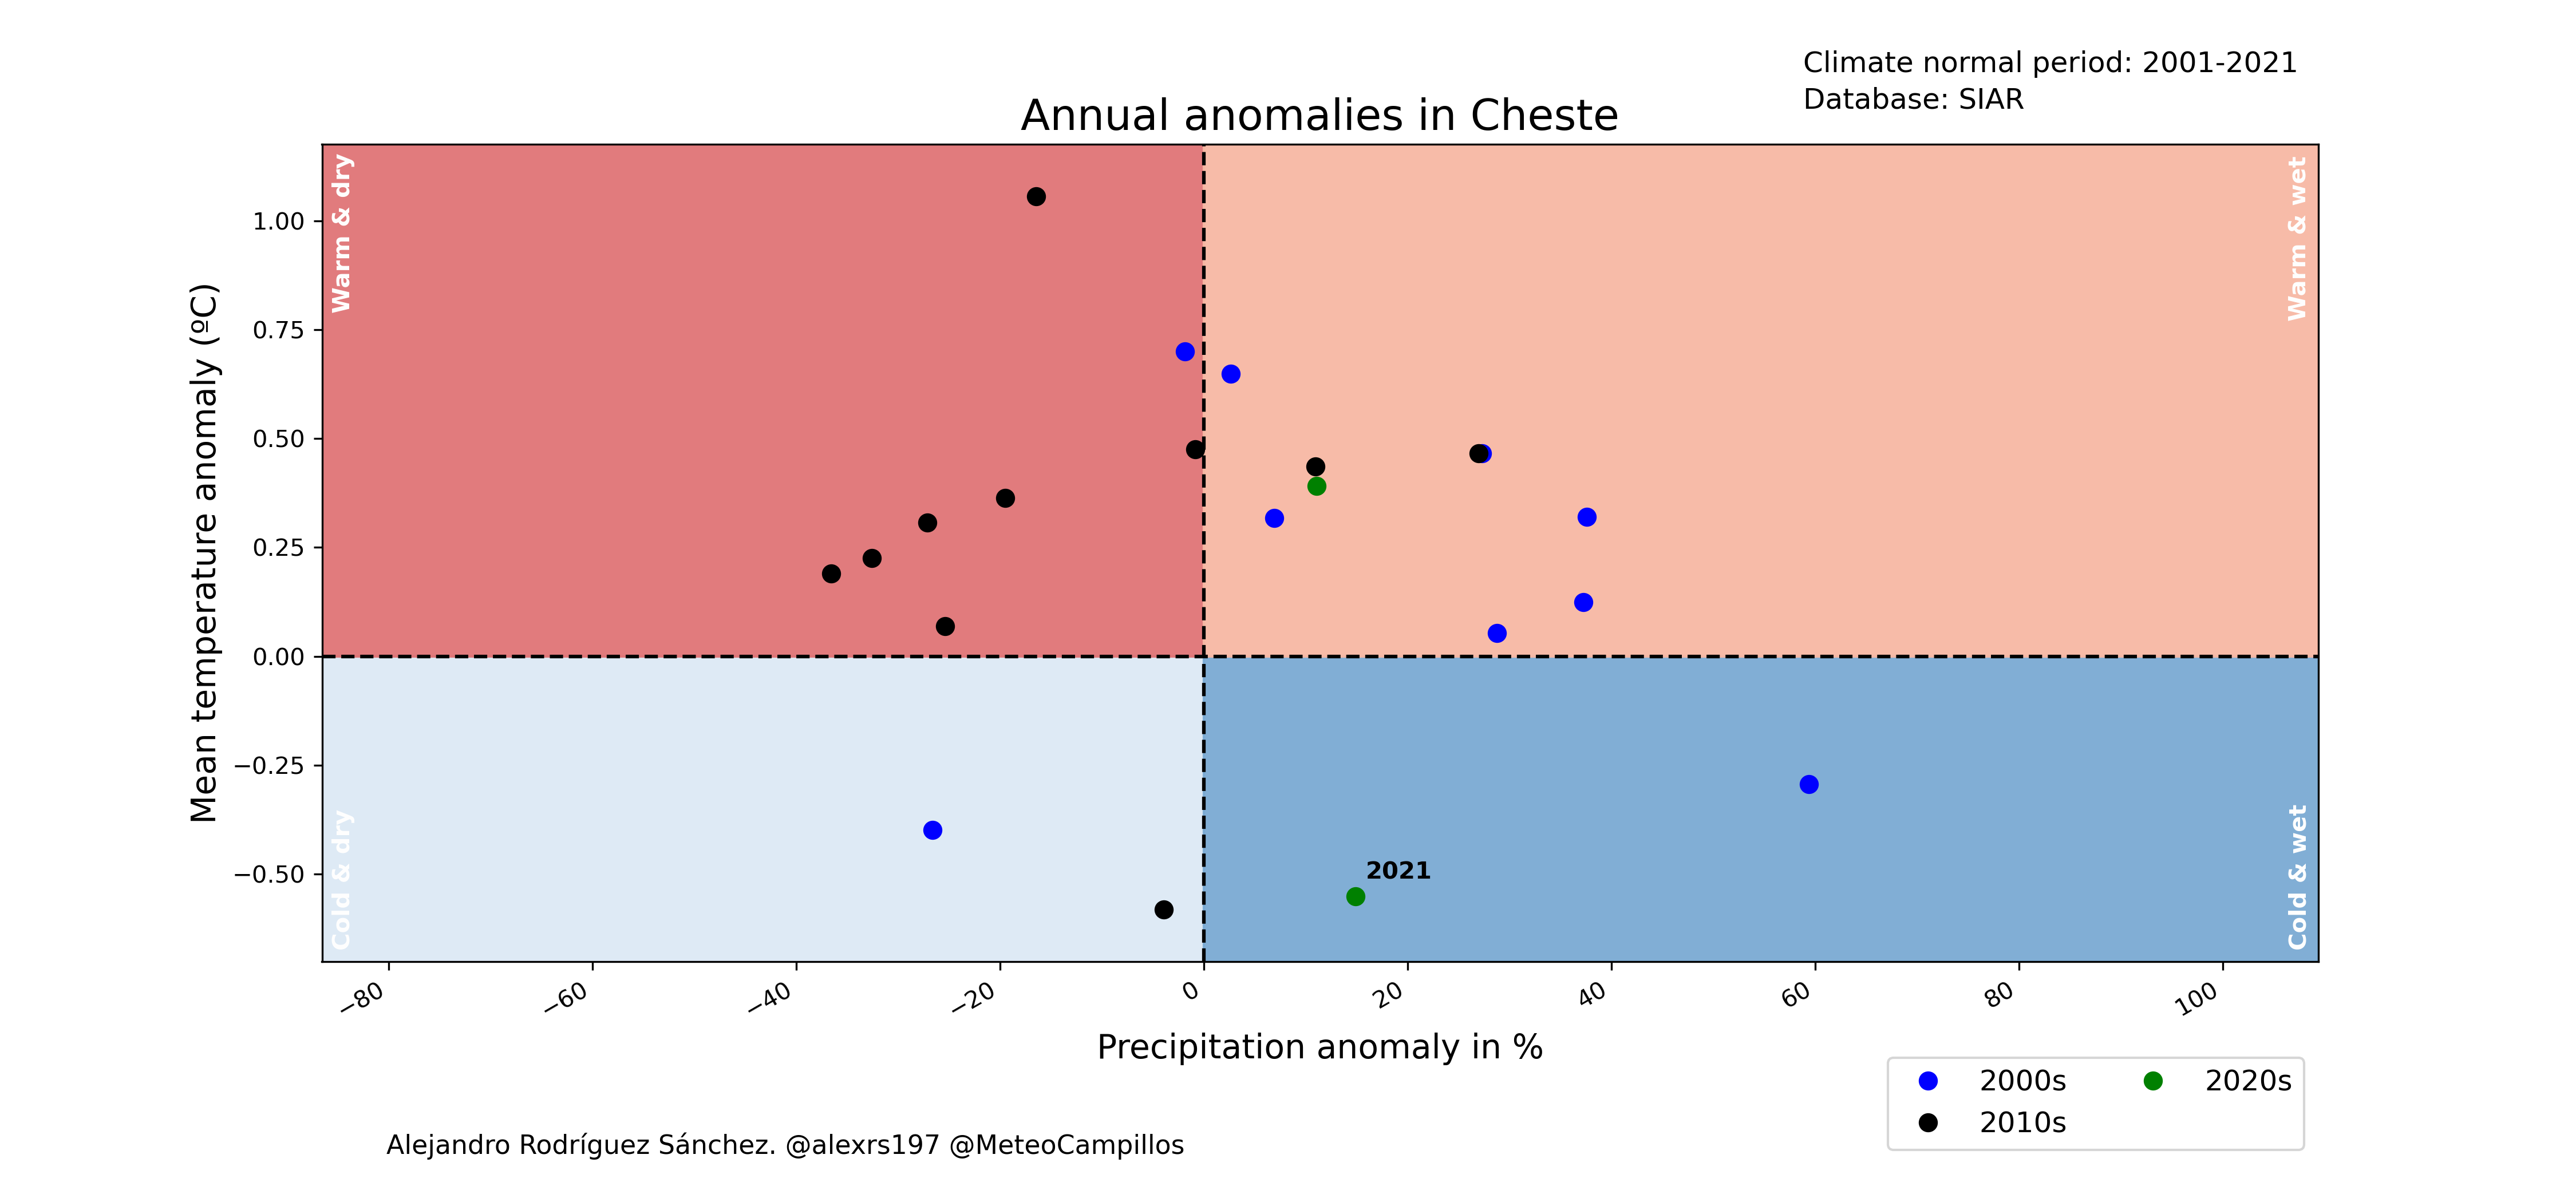 Climate normal period: 2001-2021
Database: SIAR
Annual anomalies in Cheste
Warm & dry
Warm & wet
Mean temperature anomaly (ºC)
1.00
0.75
0.50
0.25
0.00
−0.25
−0.50
2021
Cold & dry
Cold & wet
−80
−60
−40
−20
0
20
40
60
80
100
Precipitation anomaly in %
2000s
2020s
2010s
Alejandro Rodríguez Sánchez. @alexrs197 @MeteoCampillos